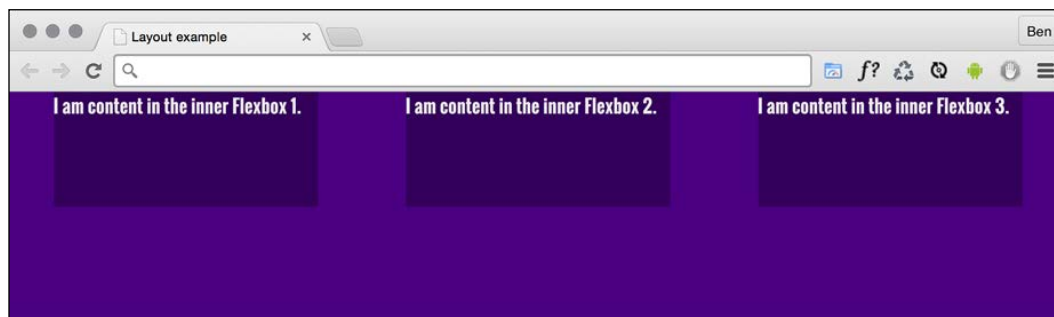 Layout example
Ben
f?
I am content in the inner Flexbox 1. I am content in the inner Flexbox 2. I am content in the inner Flexbox 3.